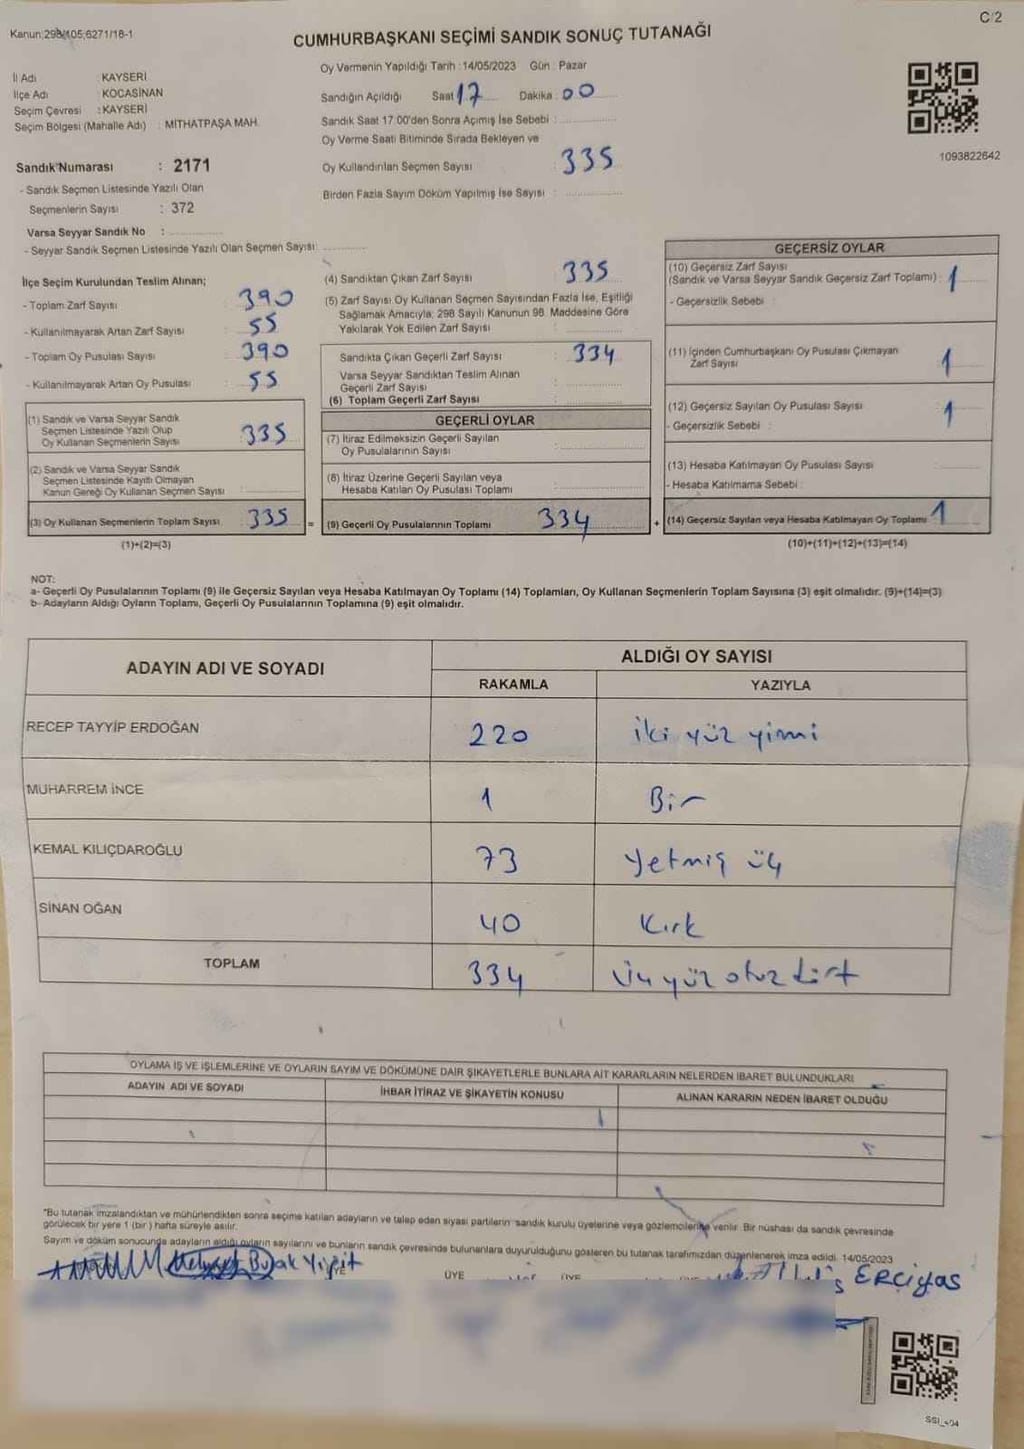 C/2
Kanun:298/105;6271/18-1
CUMHURBAŞKANI SEÇİMİ SANDIK SONUÇ TUTANAĞI
İl Adı : KAYSERİ
İlçe Adı : KOCASİNAN
Seçim Çevresi : KAYSERİ
Seçim Bölgesi (Mahalle Adı) : MİTHATPAŞA MAH.
Sandık Numarası : 2171
- Sandık Seçmen Listesinde Yazılı Olan
Seçmenlerin Sayısı : 372
Varsa Seyyar Sandık No :
- Seyyar Sandık Seçmen Listesinde Yazılı Olan Seçmen Sayısı:
Oy Vermenin Yapıldığı Tarih : 14/05/2023 Gün : Pazar
Sandığın Açıldığı Saat 17 Dakika : 00
Sandık Saat 17:00'den Sonra Açımış İse Sebebi :
Oy Verme Saati Bitiminde Sırada Bekleyen ve
Oy Kullandırılan Seçmen Sayısı : 335
Birden Fazla Sayım Döküm Yapılmış İse Sayısı :
1093822642
İlçe Seçim Kurulundan Teslim Alınan;
- Toplam Zarf Sayısı : 390
- Kullanılmayarak Artan Zarf Sayısı : 55
- Toplam Oy Pusulası Sayısı : 390
- Kullanılmayarak Artan Oy Pusulası : 55
(1) Sandık ve Varsa Seyyar Sandık
Seçmen Listesinde Yazılı Olup
Oy Kullanan Seçmenlerin Sayısı : 335
(2) Sandık ve Varsa Seyyar Sandık
Seçmen Listesinde Kayıtlı Olmayan
Kanun Gereği Oy Kullanan Seçmen Sayısı :
(3) Oy Kullanan Seçmenlerin Toplam Sayısı : 335
(1)+(2)=(3)
(4) Sandıktan Çıkan Zarf Sayısı : 335
(5) Zarf Sayısı Oy Kullanan Seçmen Sayısından Fazla İse, Eşitliği
Sağlamak Amacıyla; 298 Sayılı Kanunun 98. Maddesine Göre
Yakılarak Yok Edilen Zarf Sayısı :
Sandıkta Çıkan Geçerli Zarf Sayısı : 334
Varsa Seyyar Sandıktan Teslim Alınan
Geçerli Zarf Sayısı :
(6) Toplam Geçerli Zarf Sayısı :
GEÇERLİ OYLAR
(7) İtiraz Edilmeksizin Geçerli Sayılan
Oy Pusulalarının Sayısı :
(8) İtiraz Üzerine Geçerli Sayılan veya
Hesaba Katılan Oy Pusulası Toplamı :
= (9) Geçerli Oy Pusulalarının Toplamı : 334 +
GEÇERSİZ OYLAR
(10) Geçersiz Zarf Sayısı
(Sandık ve Varsa Seyyar Sandık Geçersiz Zarf Toplamı) : 1
- Geçersizlik Sebebi :
(11) İçinden Cumhurbaşkanı Oy Pusulası Çıkmayan
Zarf Sayısı : 1
(12) Geçersiz Sayılan Oy Pusulası Sayısı : 1
- Geçersizlik Sebebi :
(13) Hesaba Katılmayan Oy Pusulası Sayısı :
- Hesaba Katılmama Sebebi :
(14) Geçersiz Sayılan veya Hesaba Katılmayan Oy Toplamı : 1
(10)+(11)+(12)+(13)=(14)
NOT:
a- Geçerli Oy Pusulalarının Toplamı (9) ile Geçersiz Sayılan veya Hesaba Katılmayan Oy Toplamı (14) Toplamları, Oy Kullanan Seçmenlerin Toplam Sayısına (3) eşit olmalıdır. (9)+(14)=(3)
b- Adayların Aldığı Oyların Toplamı, Geçerli Oy Pusulalarının Toplamına (9) eşit olmalıdır.
ADAYIN ADI VE SOYADI
ALDIĞI OY SAYISI
RAKAMLA YAZIYLA
RECEP TAYYİP ERDOĞAN 220 iki yüz yimi
MUHARREM İNCE 1 Bir
KEMAL KILIÇDAROĞLU 73 yetmiş üç
SİNAN OĞAN 40 Kırk
TOPLAM 334 Üç yüz otuz dört
OYLAMA İŞ VE İŞLEMLERİNE VE OYLARIN SAYIM VE DÖKÜMÜNE DAİR ŞİKAYETLERLE BUNLARA AİT KARARLARIN NELERDEN İBARET BULUNDUKLARI
ADAYIN ADI VE SOYADI İHBAR İTİRAZ VE ŞİKAYETİN KONUSU ALINAN KARARIN NEDEN İBARET OLDUĞU
"Bu tutanak imzalandıktan ve mühürlendikten sonra seçime katılan adayların ve talep eden siyasi partilerin sandık kurulu üyelerine veya gözlemcilerine verilir. Bir nüshası da sandık çevresinde
görülecek bir yere 1 (bir ) hafta süreyle asılır.
Sayım ve döküm sonucunda adayların aldığı oyların sayılarını ve bunların sandık çevresinde bulunanlara duyurulduğunu gösteren bu tutanak tarafımızdan düzenlenerek imza edildi. 14/05/2023
Burak Yiğit
ÜYE
ÜYE
ERCİYAS